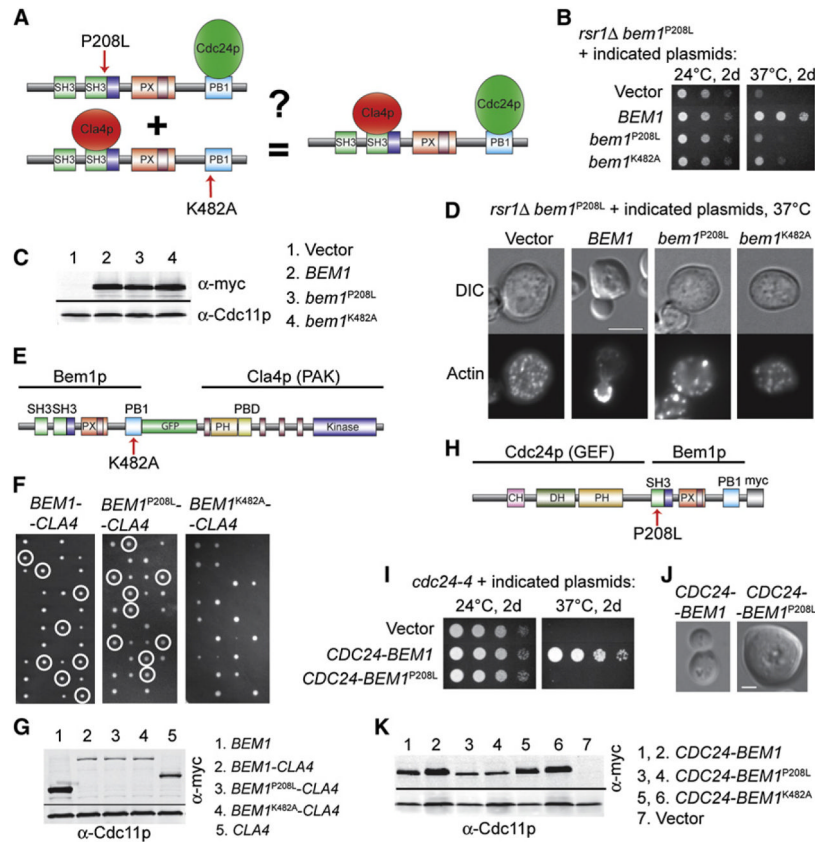 A
P208L
Cdc24p
SH3
SH3
PX
PB1
Cla4p
+
?
=
SH3
SH3
PX
PB1
K482A
Cla4p
Cdc24p
SH3
SH3
PX
PB1
B
rsr1Δ bem1P208L
+ indicated plasmids:
24°C, 2d 37°C, 2d
Vector
BEM1
bem1P208L
bem1K482A
C
1 2 3 4
α-myc
α-Cdc11p
1. Vector
2. BEM1
3. bem1P208L
4. bem1K482A
D
rsr1Δ bem1P208L + indicated plasmids, 37°C
Vector BEM1 bem1P208L bem1K482A
DIC
Actin
E
Bem1p Cla4p (PAK)
SH3SH3 PB1 PBD
PX GFP PH Kinase
K482A
F
BEM1-
-CLA4
BEM1P208L-
-CLA4
BEM1K482A-
-CLA4
G
1 2 3 4 5
α-myc
α-Cdc11p
1. BEM1
2. BEM1-CLA4
3. BEM1P208L-CLA4
4. BEM1K482A-CLA4
5. CLA4
H
Cdc24p (GEF) Bem1p
SH3 PB1 myc
CH DH PH PX
P208L
I
cdc24-4 + indicated plasmids:
24°C, 2d 37°C, 2d
Vector
CDC24-BEM1
CDC24-BEM1P208L
J
CDC24-
-BEM1
CDC24-
-BEM1P208L
K
1 2 3 4 5 6 7
α-myc
α-Cdc11p
1, 2. CDC24-BEM1
3, 4. CDC24-BEM1P208L
5, 6. CDC24-BEM1K482A
7. Vector